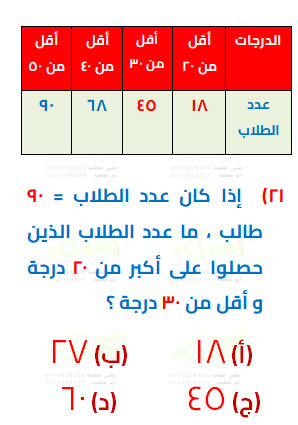 الدرجات أقل من ٢٠ أقل من ٣٠ أقل من ٤٠ أقل من ٥٠
عدد الطلاب ١٨ ٤٥ ٦٨ ٩٠
٢١) إذا كان عدد الطلاب = ٩٠
طالب ، ما عدد الطلاب الذين
حصلوا على أكبر من ٢٠ درجة
و أقل من ٣٠ درجة ؟
(أ) ١٨ (ب) ٢٧
(ج) ٤٥ (د) ٦٠